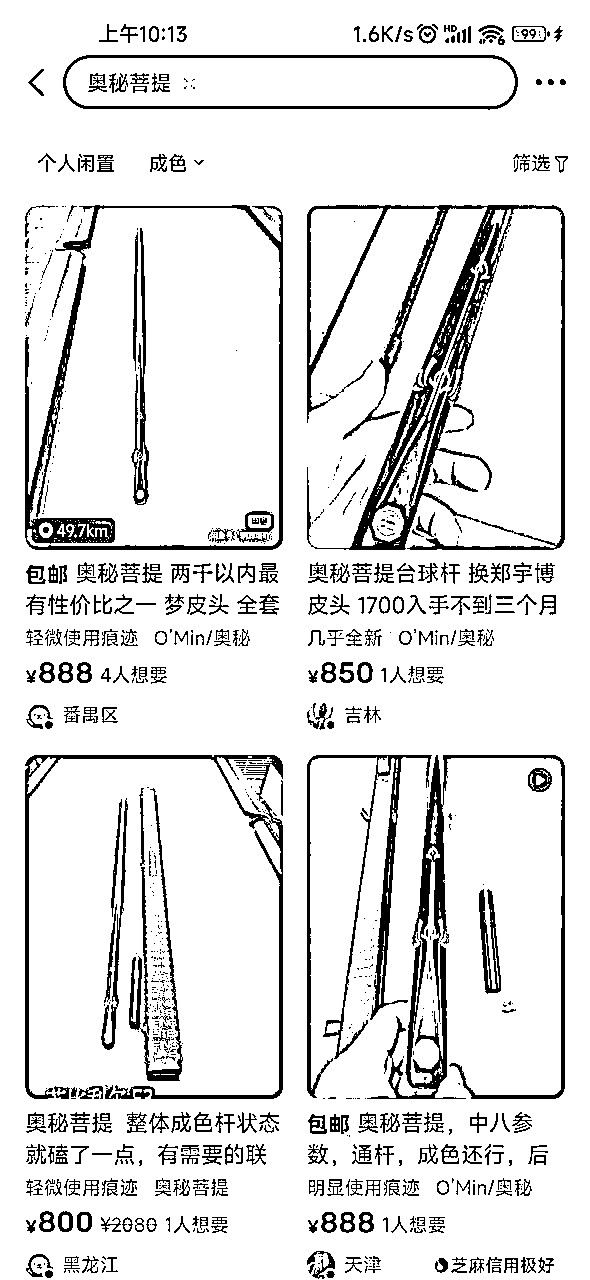 上午10:13
1.6K/s HD 99
奥秘菩提
个人闲置 成色 筛选
49.7km
包邮 奥秘菩提 两千以内最
有性价比之一 梦皮头 全套
轻微使用痕迹 O'Min/奥秘
¥888 4人想要
番禺区
奥秘菩提台球杆 换郑宇博
皮头 1700入手不到三个月
几乎全新 O'Min/奥秘
¥850 1人想要
吉林
奥秘菩提 整体成色杆状态
就磕了一点，有需要的联
轻微使用痕迹 奥秘菩提
¥800 ¥2080 1人想要
黑龙江
包邮 奥秘菩提，中八参
数，通杆，成色还行，后
明显使用痕迹 O'Min/奥秘
¥888 1人想要
天津 芝麻信用极好